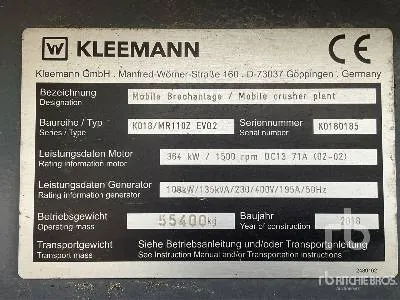 W KLEEMANN CE
Kleemann GmbH . Manfred-Wörner-Straße 160 . D-73037 Göppingen . Germany
Bezeichnung Mobile Brechanlage / Mobile crusher plant
Designation
Baureihe / Typ K018/MR110Z EVO2 Seriennummer K0180185
Series / Type Serial number
Leistungsdaten Motor 364 kW / 1500 rpm DC13 71A (02-02)
Rating information motor
Leistungsdaten Generator 108kW/135kVA/230/400V/195A/50Hz
Rating information generator
Betriebsgewicht 55400kg Baujahr 2018
Operating mass Year of construction
Transportgewicht Siehe Betriebsanleitung und/oder Transportanleitung
Transport mass See Instruction Manual and/or Transportation Instructions
rb
RITCHIE BROS.
Auctioneers